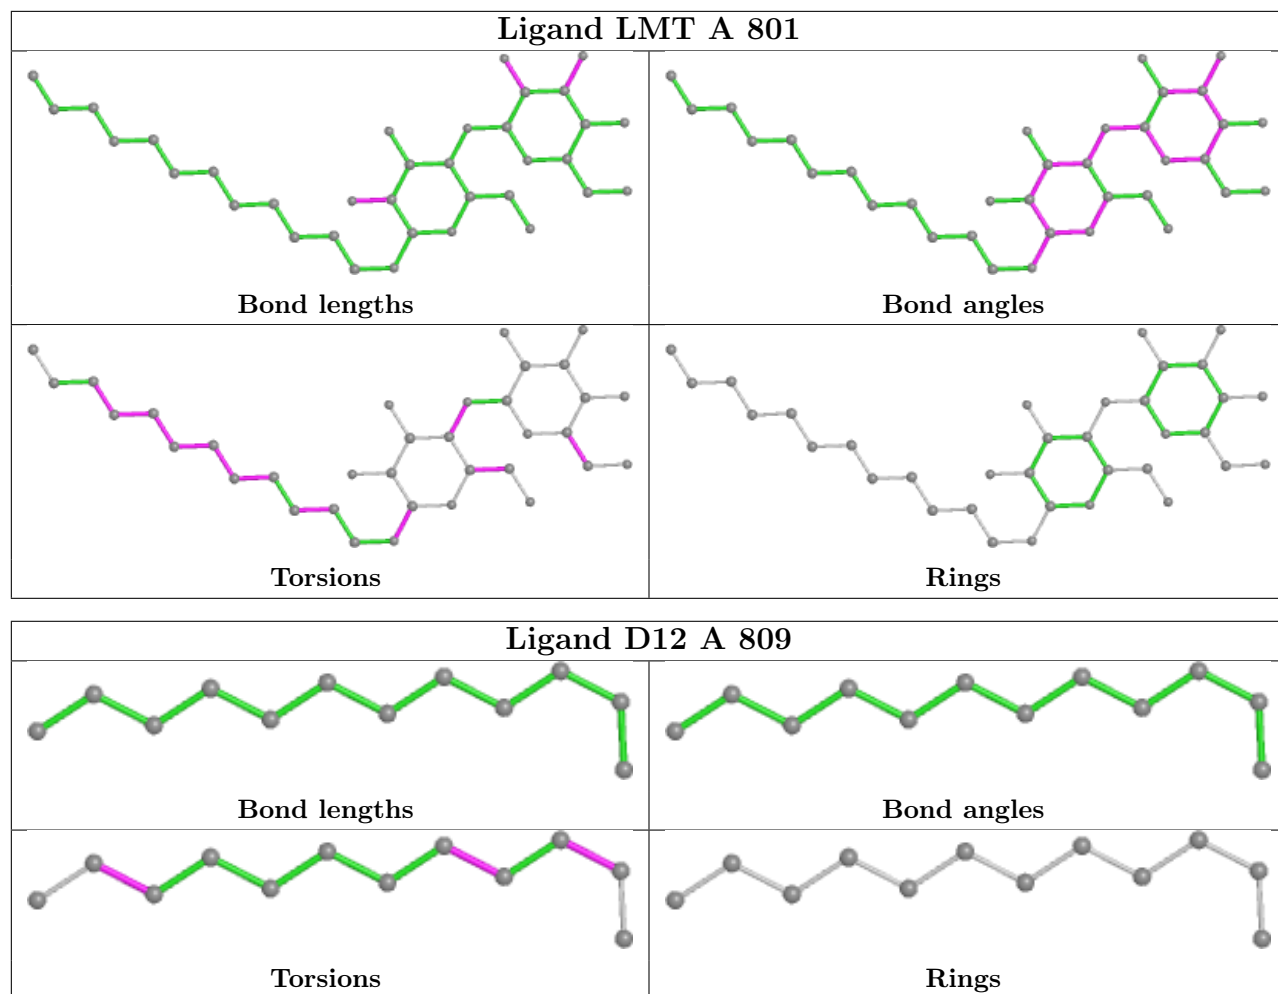 Ligand LMT A 801
Bond lengths
Bond angles
Torsions
Rings
Ligand D12 A 809
Bond lengths
Bond angles
Torsions
Rings